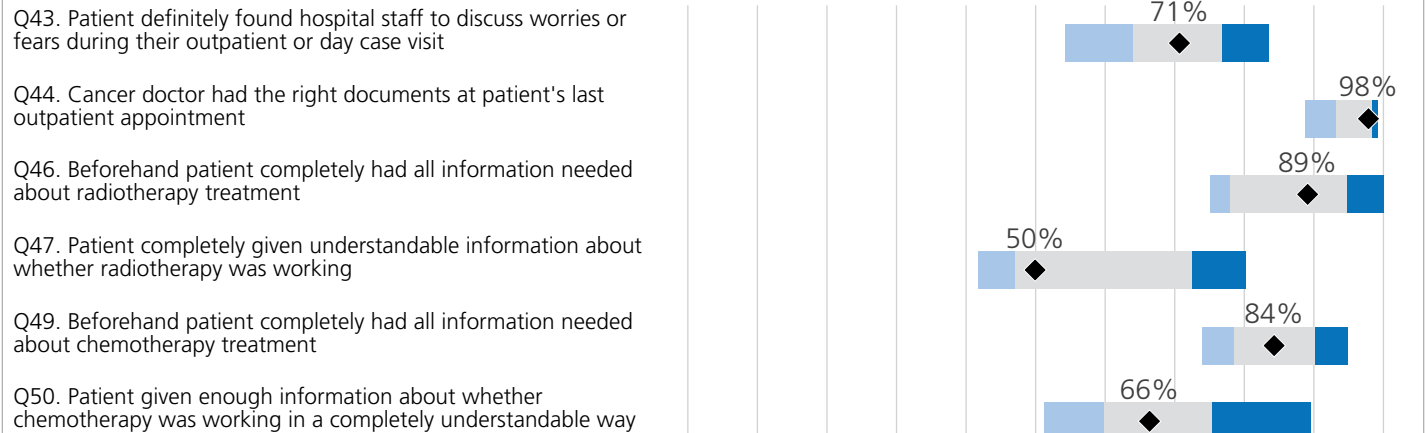 Q43. Patient definitely found hospital staff to discuss worries or
fears during their outpatient or day case visit
71%
Q44. Cancer doctor had the right documents at patient's last
outpatient appointment
98%
Q46. Beforehand patient completely had all information needed
about radiotherapy treatment
89%
Q47. Patient completely given understandable information about
whether radiotherapy was working
50%
Q49. Beforehand patient completely had all information needed
about chemotherapy treatment
84%
Q50. Patient given enough information about whether
chemotherapy was working in a completely understandable way
66%